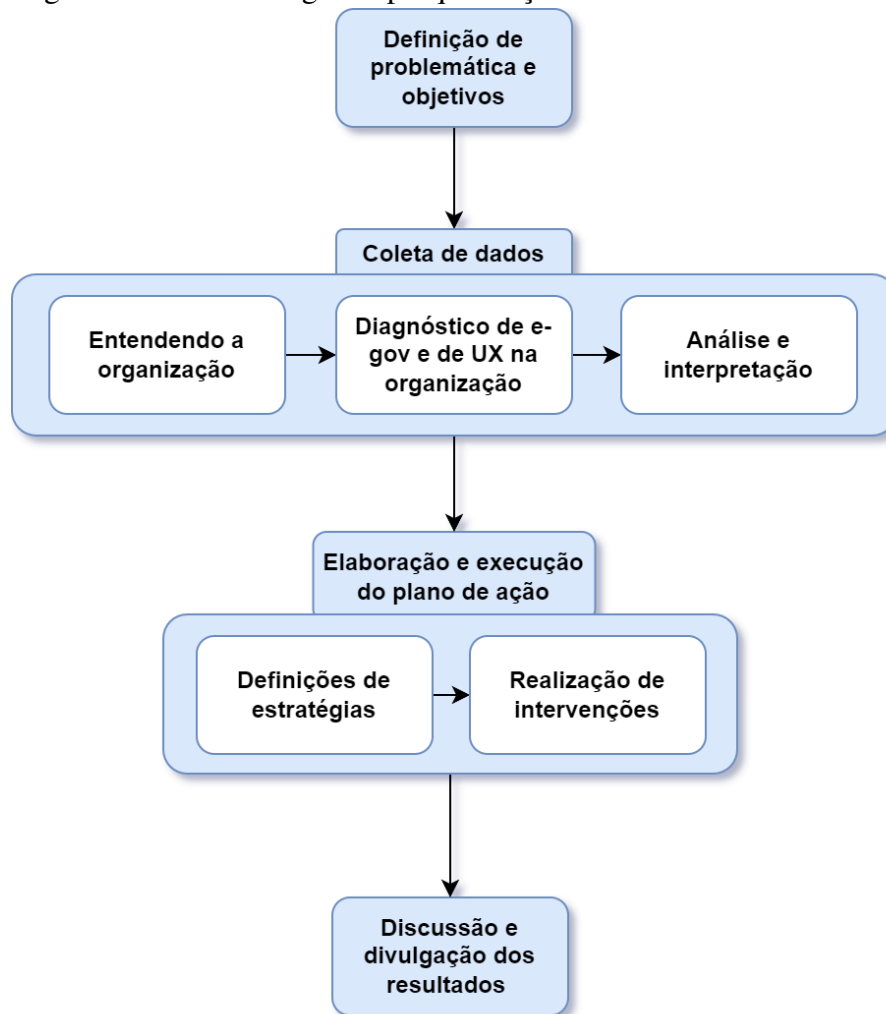 Definição de
problemática e
objetivos
Coleta de dados
Entendendo a
organização
Diagnóstico de e-
gov e de UX na
organização
Análise e
interpretação
Elaboração e execução
do plano de ação
Definições de
estratégias
Realização de
intervenções
Discussão e
divulgação dos
resultados